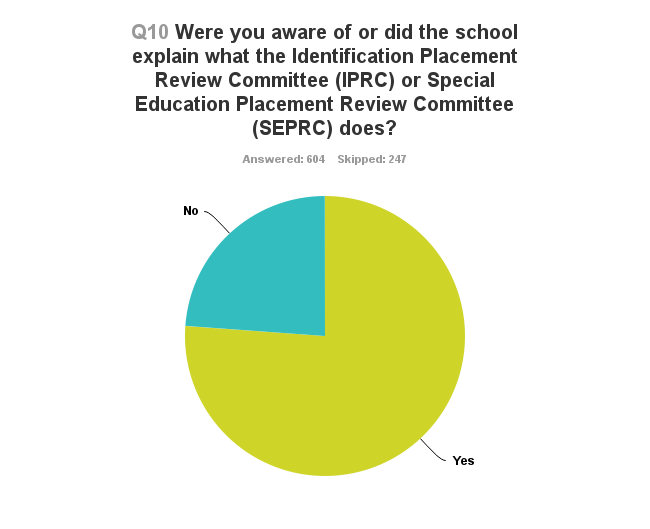 Q10 Were you aware of or did the school
explain what the Identification Placement
Review Committee (IPRC) or Special
Education Placement Review Committee
(SEPRC) does?
Answered: 604 Skipped: 247
No
Yes